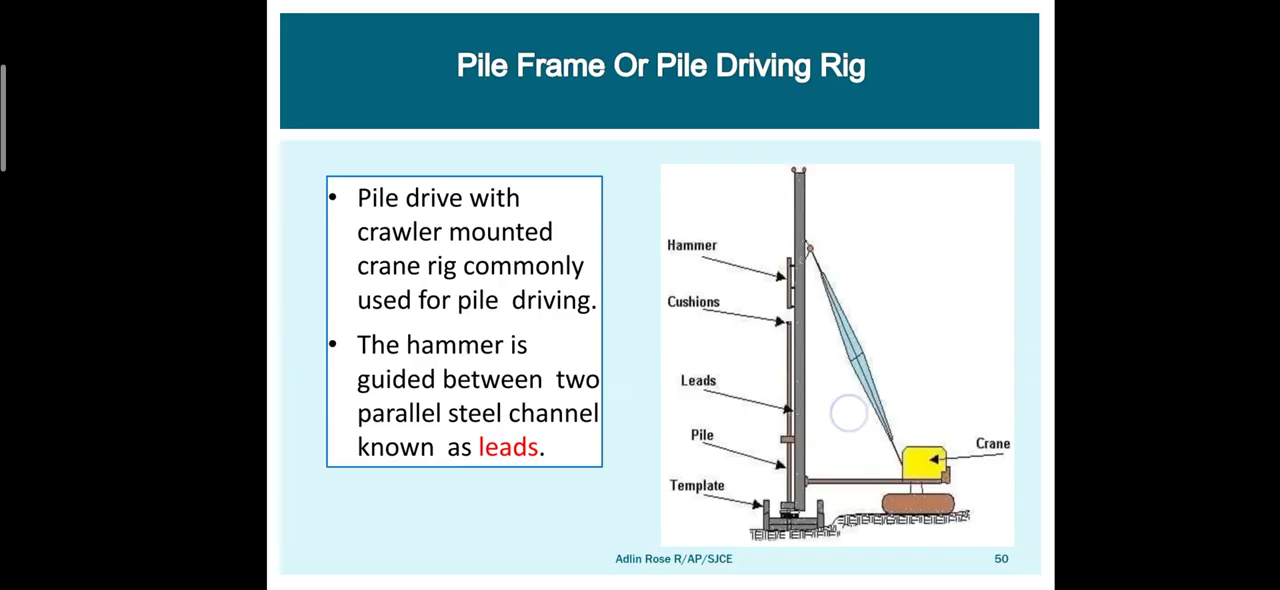 Pile Frame Or Pile Driving Rig
• Pile drive with
crawler mounted
crane rig commonly
used for pile driving.
• The hammer is
guided between two
parallel steel channel
known as leads.
Hammer
Cushions
Leads
Pile
Template
Crane
Adlin Rose R/AP/SJCE
50